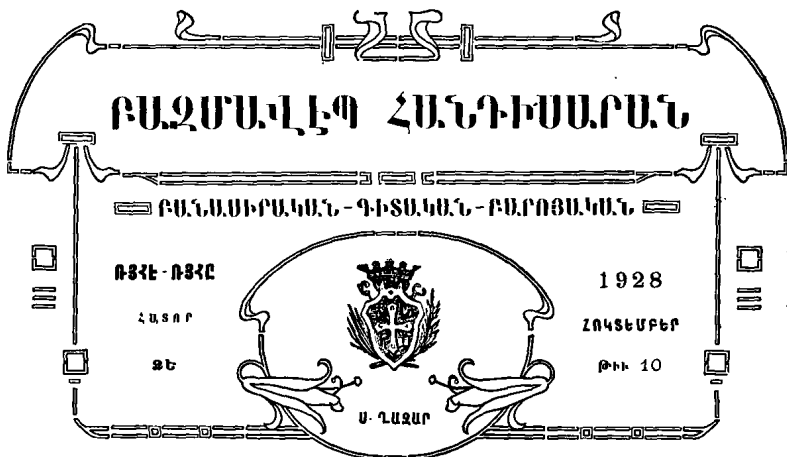 ԲԱԶՄԱՎԷՊ ՀԱՆԴԻՍԱՐԱՆ
ԲԱՆԱՍԻՐԱԿԱՆ-ԳԻՏԱԿԱՆ-ԲԱՐՈՅԱԿԱՆ
ՌՅՀԷ - ՌՅՀԸ
ՀԱՏՈՐ
ՁԵ
1928
ՀՈԿՏԵՄԲԵՐ
Թիւ 10
Ս. ՂԱԶԱՐ